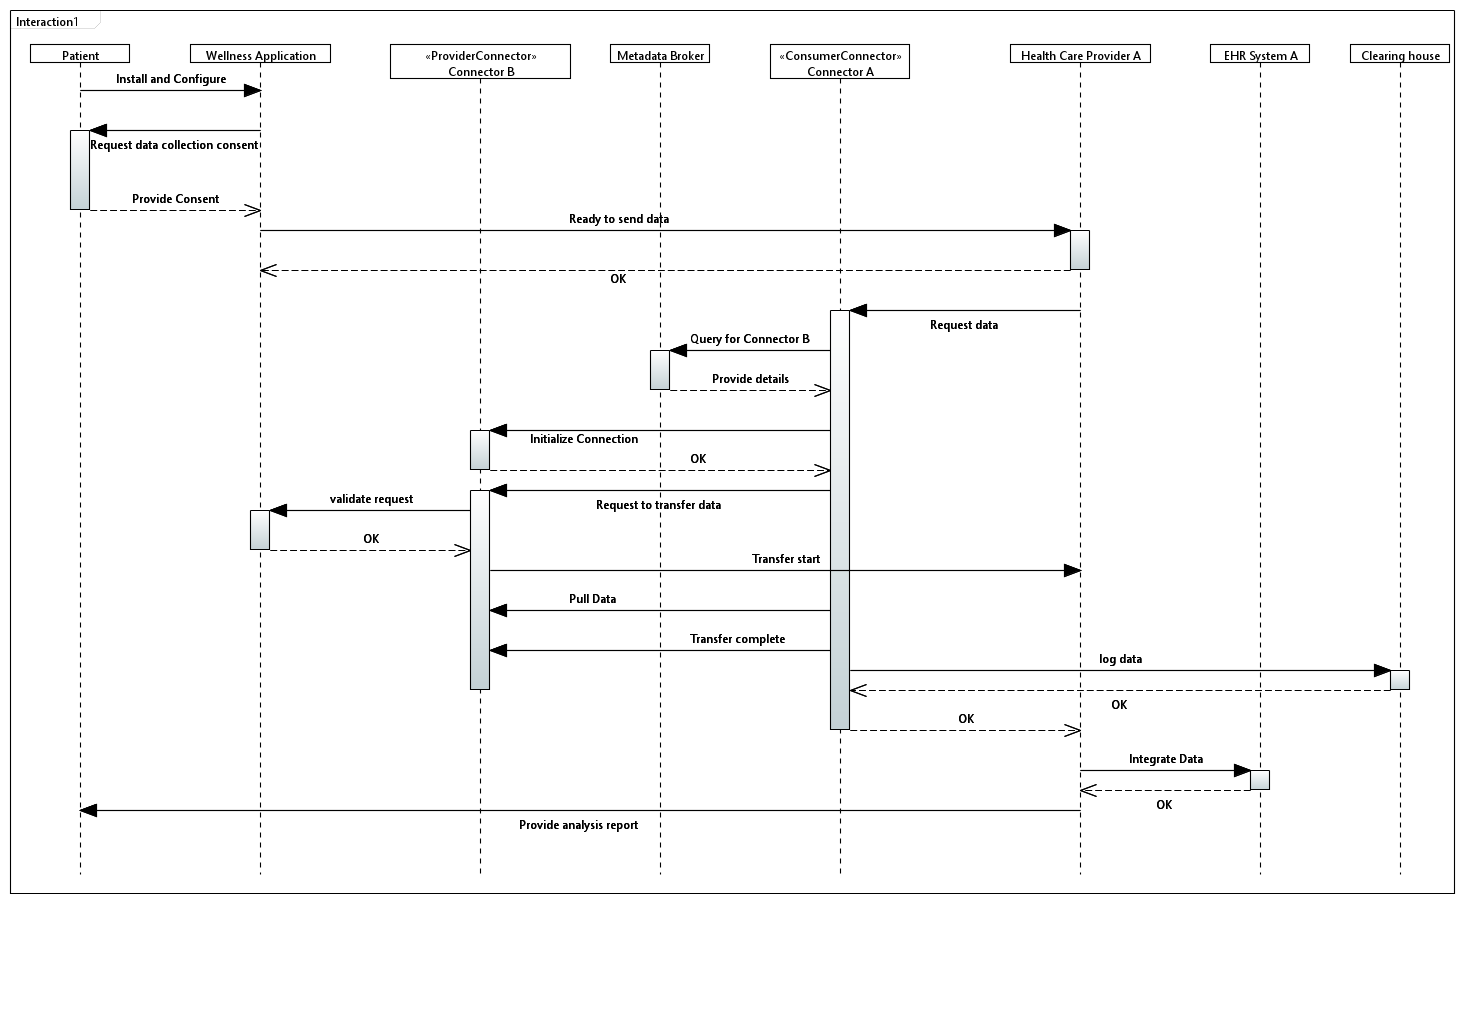 Interaction1
Patient
Wellness Application
«ProviderConnector»
Connector B
Metadata Broker
«ConsumerConnector»
Connector A
Health Care Provider A
EHR System A
Clearing house
Install and Configure
Request data collection consent
Provide Consent
Ready to send data
OK
Request data
Query for Connector B
Provide details
Initialize Connection
OK
Request to transfer data
validate request
OK
Transfer start
Pull Data
Transfer complete
log data
OK
OK
Integrate Data
OK
Provide analysis report